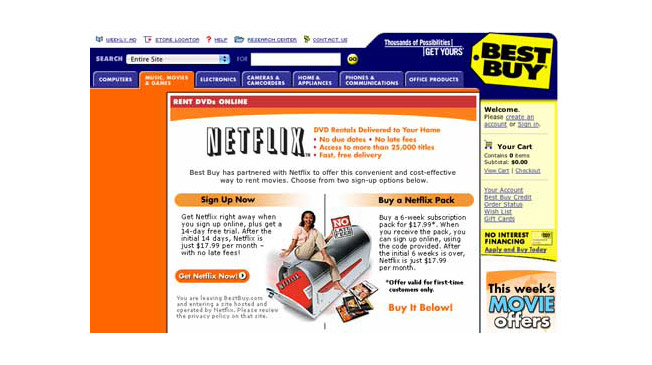 WEEKLY AD STORE LOCATOR ? HELP RESEARCH CENTER CONTACT US
Thousands of Possibilities
GET YOURS™
BEST
BUY
SEARCH Entire Site FOR GO
COMPUTERS
MUSIC, MOVIES
& GAMES
ELECTRONICS
CAMERAS &
CAMCORDERS
HOME &
APPLIANCES
PHONES &
COMMUNICATIONS
OFFICE PRODUCTS
RENT DVDs ONLINE
NETFLIX™
DVD Rentals Delivered to Your Home
• No due dates • No late fees
• Access to more than 25,000 titles
• Fast, free delivery
Best Buy has partnered with Netflix to offer this convenient and cost-effective
way to rent movies. Choose from two sign-up options below.
Sign Up Now
Get Netflix right away when
you sign up online, plus get a
14-day free trial. After the
initial 14 days, Netflix is
just $17.99 per month –
with no late fees!
Get Netflix Now!
You are leaving BestBuy.com
and entering a site hosted and
operated by Netflix. Please review
the privacy policy on that site.
NO
LATE
FEES
Buy a Netflix Pack
Buy a 6-week subscription
pack for $17.99*. When
you receive the pack, you
can sign up online, using
the code provided. After
the initial 6 weeks is over,
Netflix is just $17.99
per month.
*Offer valid for first-time
customers only.
Buy It Below!
Welcome.
Please create an
account or Sign in.
Your Cart
Contains 0 items
Subtotal: $0.00
View Cart | Checkout
Your Account
Best Buy Credit
Order Status
Wish List
Gift Cards
NO INTEREST
FINANCING
Apply and Buy Today
This week's
MOVIE
offers